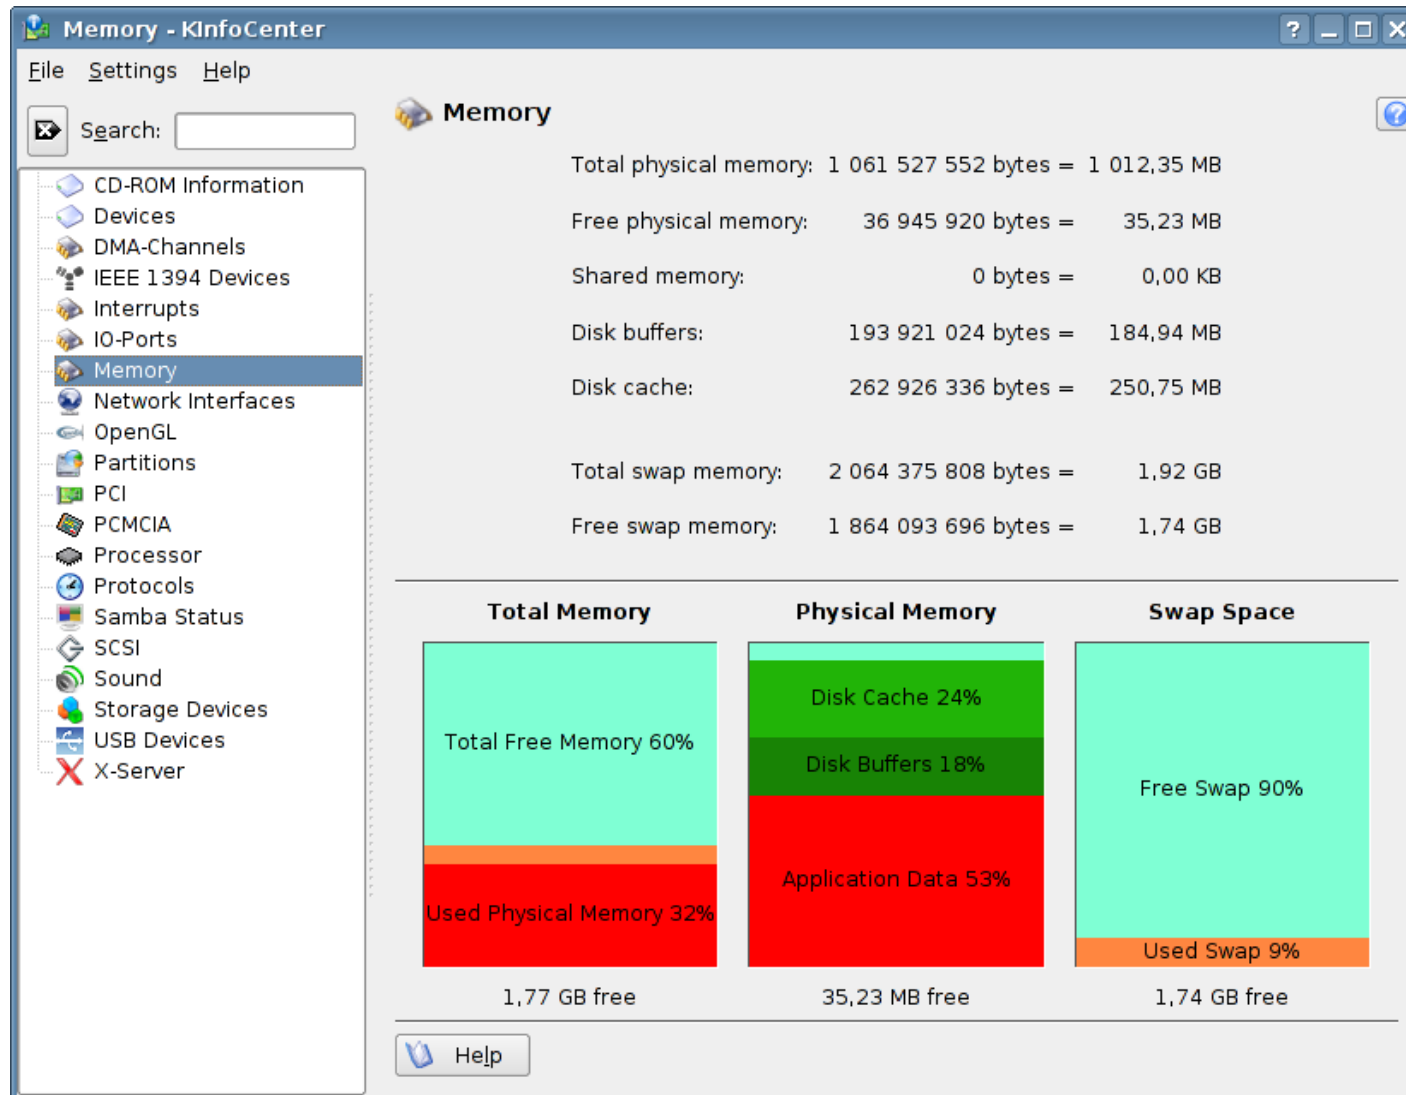 Memory - KInfoCenter
File Settings Help
Search:
CD-ROM Information
Devices
DMA-Channels
IEEE 1394 Devices
Interrupts
IO-Ports
Memory
Network Interfaces
OpenGL
Partitions
PCI
PCMCIA
Processor
Protocols
Samba Status
SCSI
Sound
Storage Devices
USB Devices
X-Server
Memory
Total physical memory: 1 061 527 552 bytes = 1 012,35 MB
Free physical memory: 36 945 920 bytes = 35,23 MB
Shared memory: 0 bytes = 0,00 KB
Disk buffers: 193 921 024 bytes = 184,94 MB
Disk cache: 262 926 336 bytes = 250,75 MB
Total swap memory: 2 064 375 808 bytes = 1,92 GB
Free swap memory: 1 864 093 696 bytes = 1,74 GB
Total Memory
Total Free Memory 60%
Used Physical Memory 32%
1,77 GB free
Physical Memory
Disk Cache 24%
Disk Buffers 18%
Application Data 53%
35,23 MB free
Swap Space
Free Swap 90%
Used Swap 9%
1,74 GB free
Help